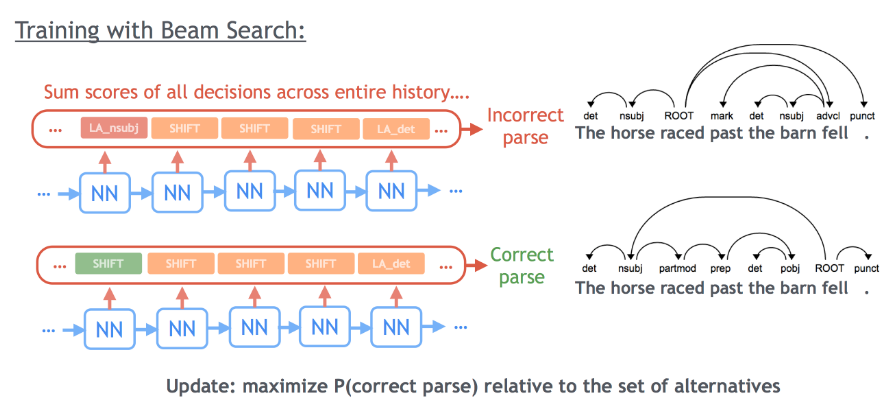 Training with Beam Search:
Sum scores of all decisions across entire history....
... LA_nsubj SHIFT SHIFT SHIFT LA_det ...
Incorrect parse
... NN NN NN NN NN ...
det nsubj ROOT mark det nsubj advcl punct
The horse raced past the barn fell .
... SHIFT SHIFT SHIFT SHIFT LA_det ...
Correct parse
... NN NN NN NN NN ...
det nsubj partmod prep det pobj ROOT punct
The horse raced past the barn fell .
Update: maximize P(correct parse) relative to the set of alternatives